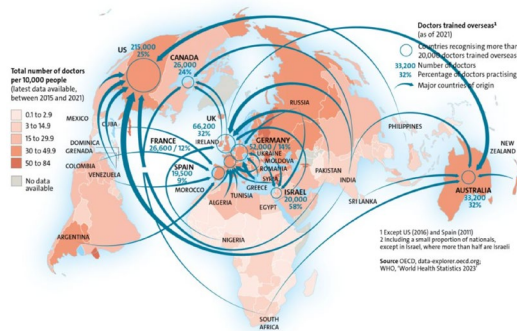 Total number of doctors
per 10,000 people
(latest data available,
between 2015 and 2021)
0.1 to 2.9
3 to 14.9
15 to 29.9
30 to 49.9
50 to 84
No data
available
Doctors trained overseas²
(as of 2021)
Countries recognising more than
20,000 doctors trained overseas
33,200 Number of doctors
32% Percentage of doctors practising
Major countries of origin
US
215,000
25%
CANADA
26,000
24%
UK
66,200
32%
IRELAND
FRANCE
26,600 / 12%
SPAIN
19,500
9%
GERMANY
52,000 / 14%
UKRAINE
MOLDOVA
ROMANIA
SYRIA
GREECE
ISRAEL
20,000
58%
RUSSIA
MEXICO
CUBA
DOMINICA
GRENADA
COLOMBIA
VENEZUELA
MOROCCO
ALGERIA
TUNISIA
EGYPT
NIGERIA
ARGENTINA
SOUTH
AFRICA
PAKISTAN
INDIA
SRI LANKA
PHILIPPINES
NEW
ZEALAND
AUSTRALIA
33,200
32%
1 Except US (2016) and Spain (2011)
2 Including a small proportion of nationals,
except in Israel, where more than half are Israeli
Source OECD, data-explorer.oecd.org;
WHO, 'World Health Statistics 2023'